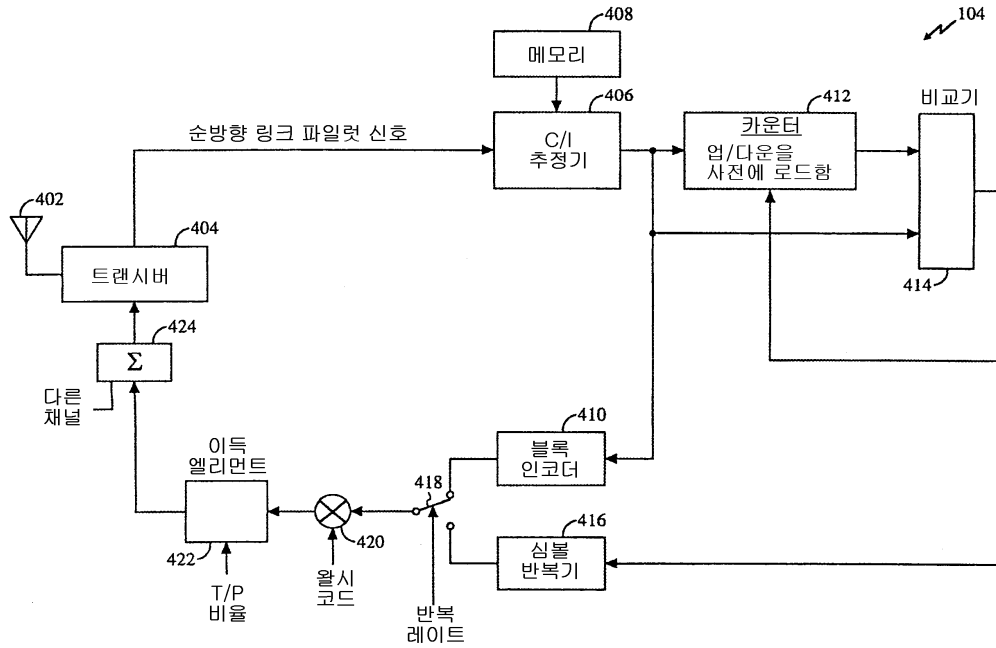 408
104
메모리
406
412
비교기
순방향 링크 파일럿 신호
C/I
추정기
카운터
업/다운을
사전에 로드함
402
404
트랜시버
414
424
Σ
다른
채널
410
블록
인코더
이득
엘리먼트
418
416
심볼
반복기
422
420
T/P
비율
왈시
코드
반복
레이트